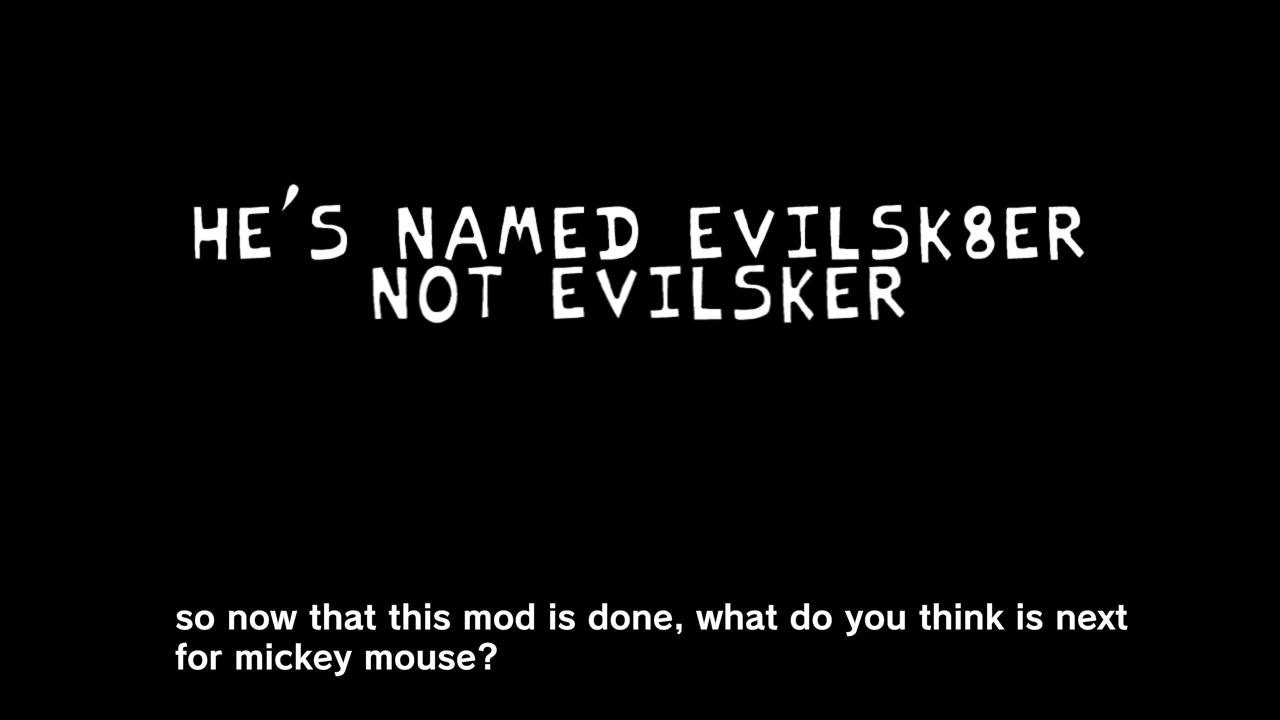 HE'S NAMED EVILSK8ER
NOT EVILSKER
so now that this mod is done, what do you think is next
for mickey mouse?